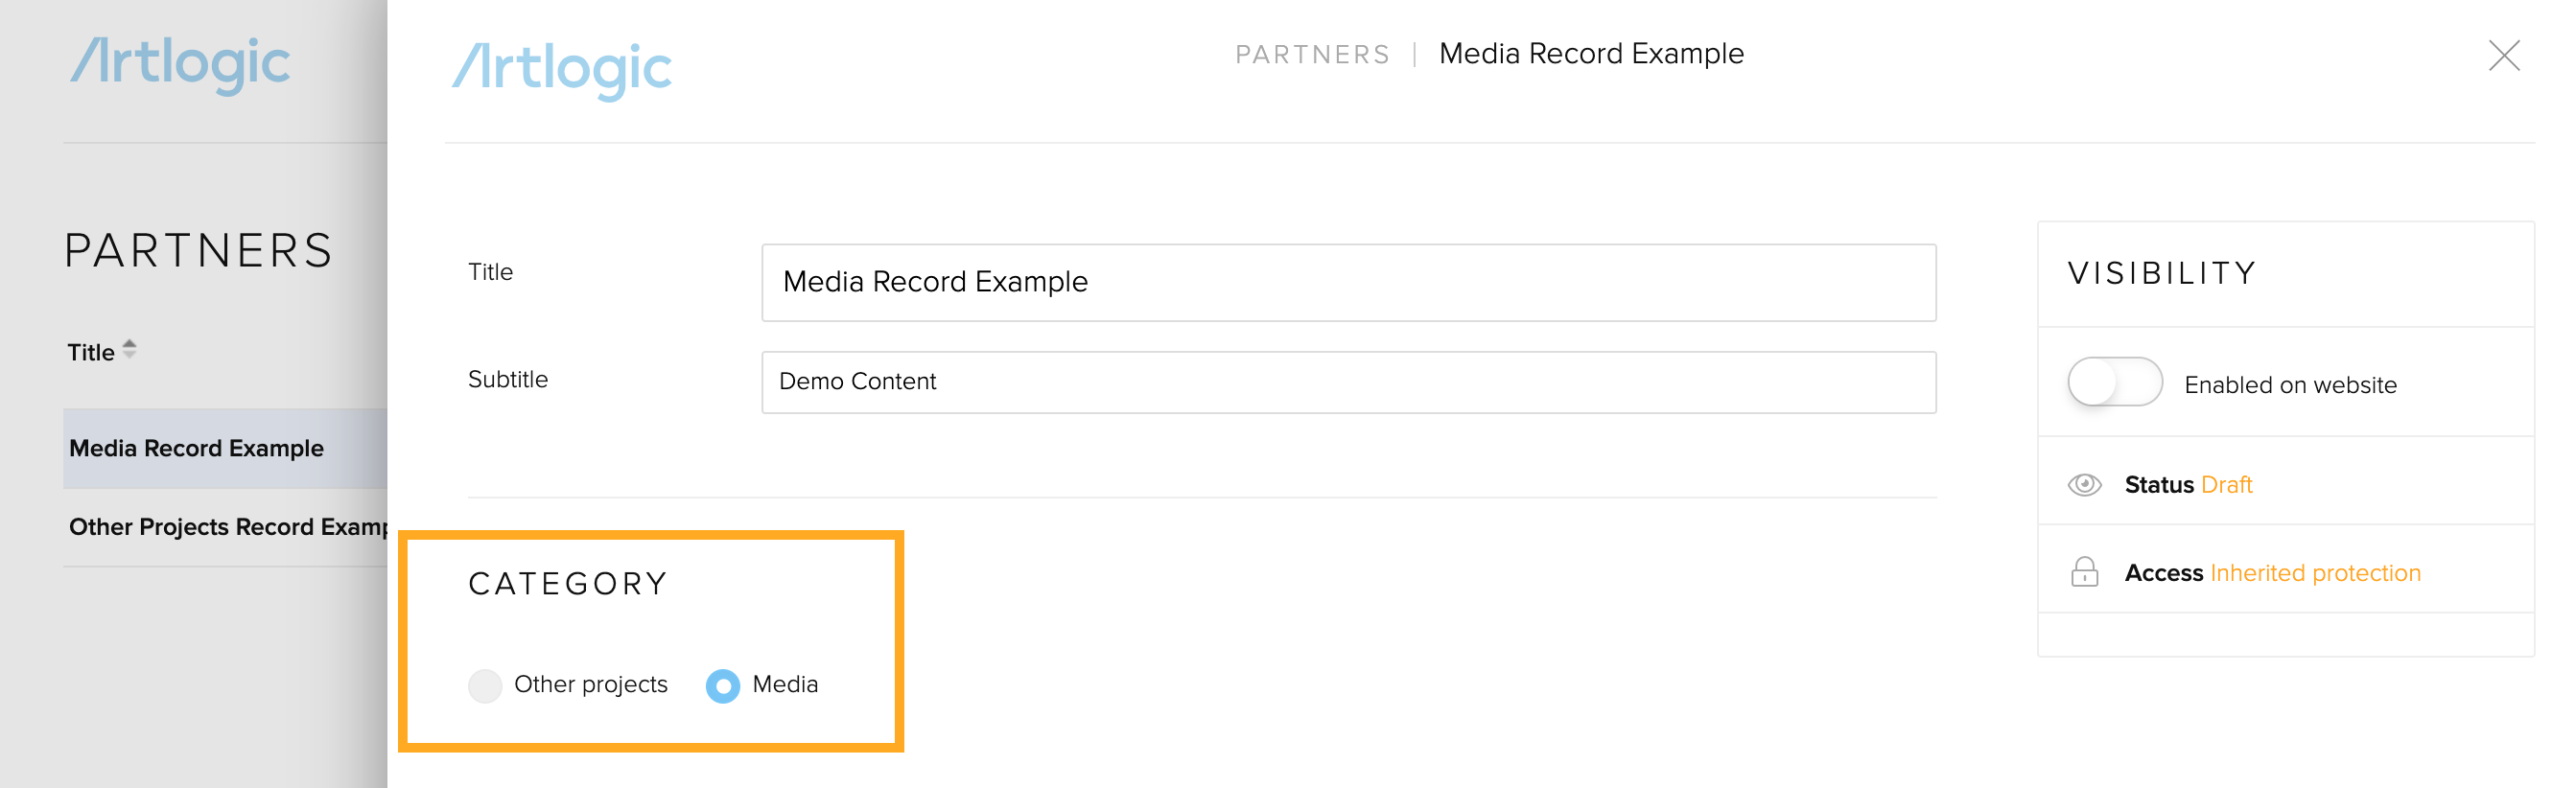 Artlogic
PARTNERS
Title
Media Record Example
Other Projects Record Examp
Artlogic
PARTNERS | Media Record Example
Title
Media Record Example
Subtitle
Demo Content
CATEGORY
Other projects
Media
VISIBILITY
Enabled on website
Status Draft
Access Inherited protection